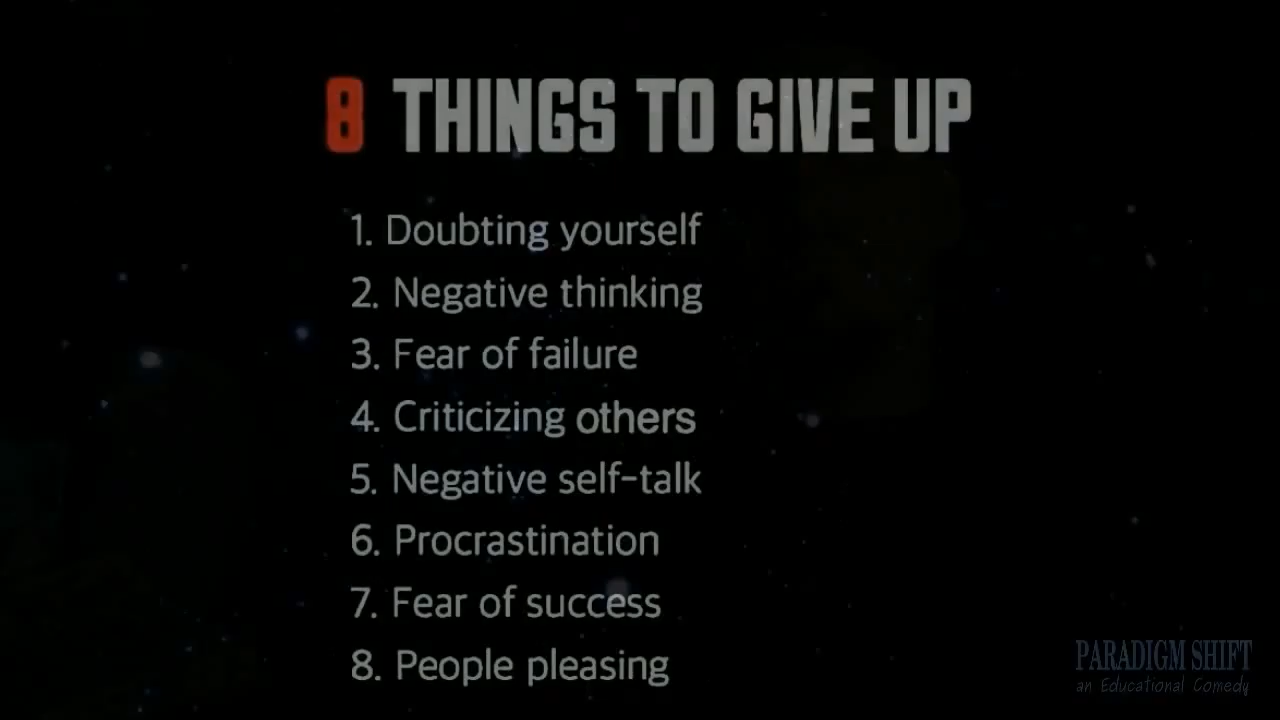 8 THINGS TO GIVE UP
1. Doubting yourself
2. Negative thinking
3. Fear of failure
4. Criticizing others
5. Negative self-talk
6. Procrastination
7. Fear of success
8. People pleasing
PARADIGM SHIFT
an Educational Comedy